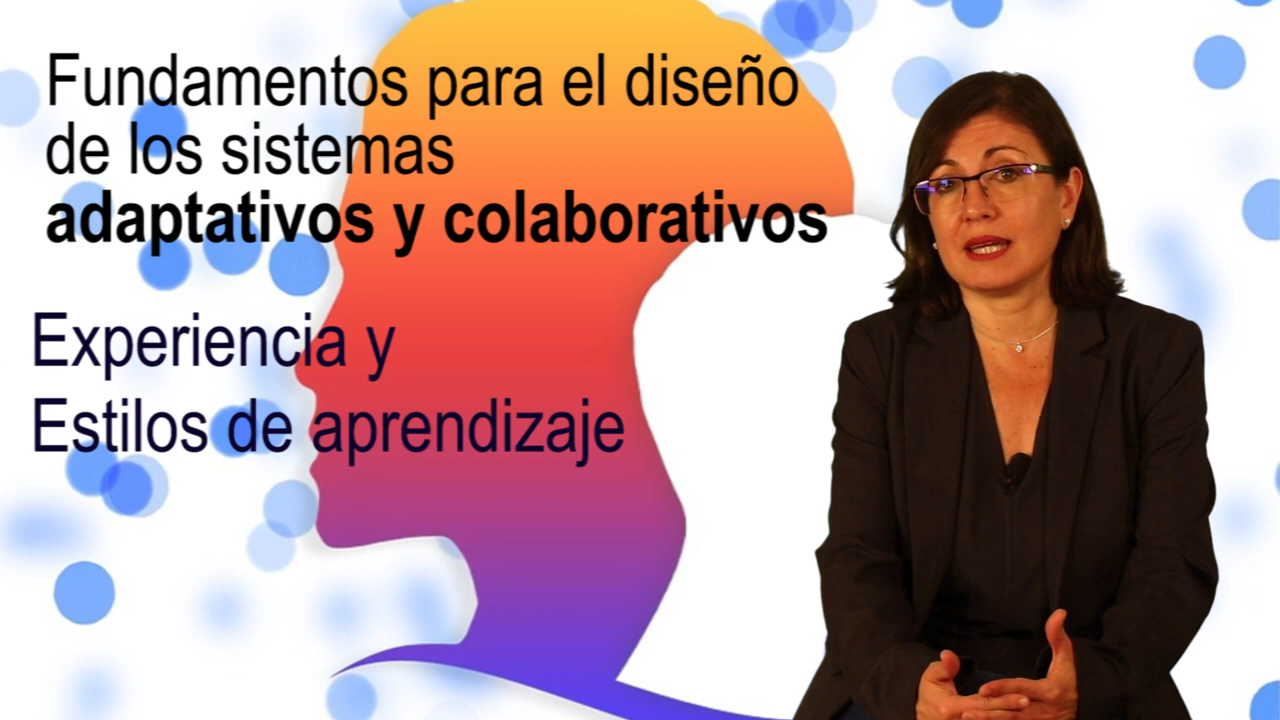 Fundamentos para el diseño
de los sistemas
adaptativos y colaborativos
Experiencia y
Estilos de aprendizaje